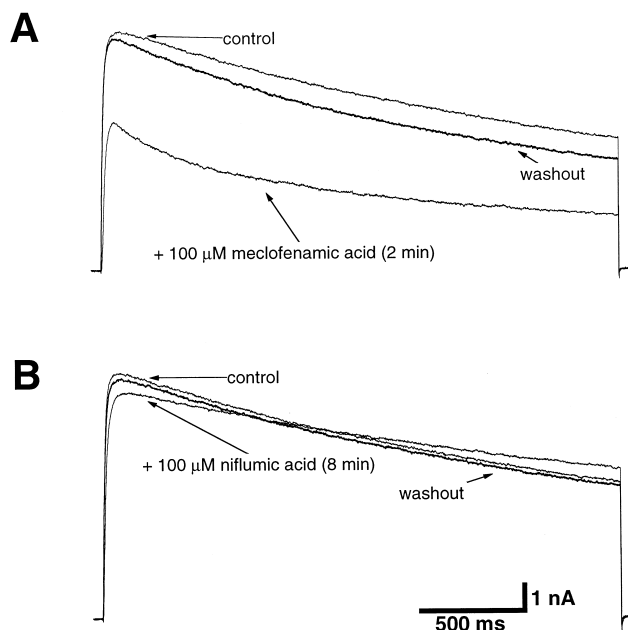 A
control
washout
+ 100 μM meclofenamic acid (2 min)
B
control
+ 100 μM niflumic acid (8 min)
washout
1 nA
500 ms